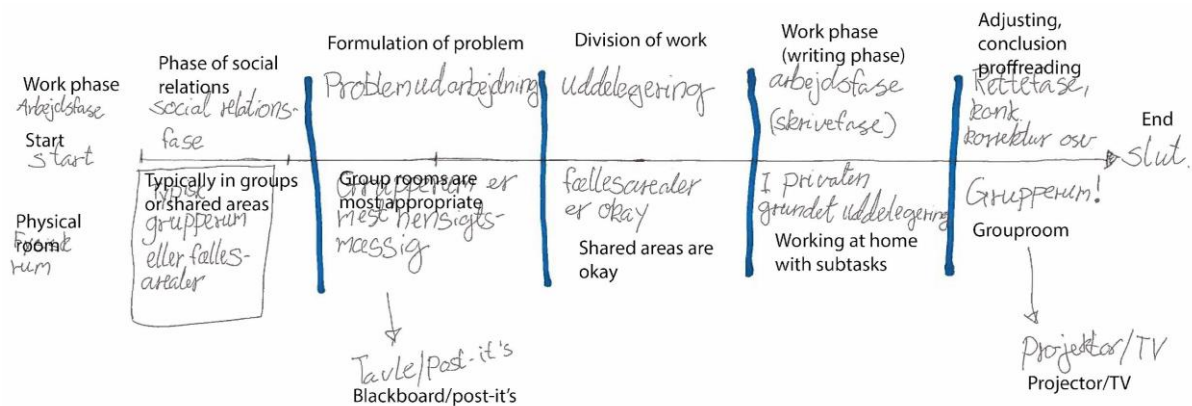 Work phase
Arbejdsfase
Start
start
Physical
room
Fysisk
rum
Phase of social
relations
social relations-
fase
Typically in groups
or shared areas
Typisk
grupperum
eller fælles-
arealer
Formulation of problem
Problemudarbejdning
Group rooms are
most appropriate
Grupperum er
mest hensigts-
mæssig
Tavle/Post-it's
Blackboard/post-it's
Division of work
uddelegering
fællesarealer
er okay
Shared areas are
okay
Work phase
(writing phase)
arbejdsfase
(skrivefase)
I privaten
grundet uddelegering
Working at home
with subtasks
Adjusting,
conclusion
proffreading
Rettefase,
konk.
korrektur osv
Grupperum!
Grouproom
Projektor/TV
Projector/TV
End
slut.